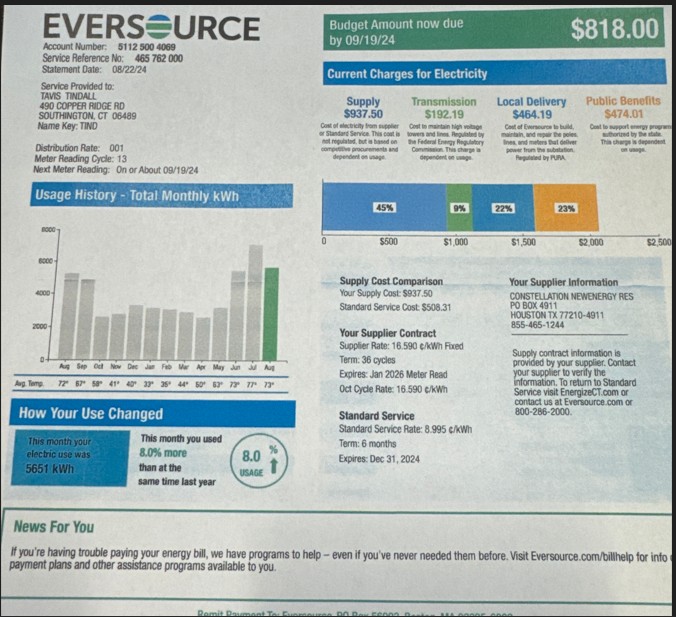 EVERSOURCE
Account Number: 5112 500 4069
Service Reference No: 465 762 000
Statement Date: 08/22/24
Service Provided to:
TAVIS TINDALL
490 COPPER RIDGE RD
SOUTHINGTON, CT 06489
Name Key: TIND
Distribution Rate: 001
Meter Reading Cycle: 13
Next Meter Reading: On or About 09/19/24
Budget Amount now due
by 09/19/24
$818.00
Current Charges for Electricity
Supply
$937.50
Cost of electricity from supplier
or Standard Service. This cost is
not regulated, but is based on
competitive procurements and
dependent on usage.
Transmission
$192.19
Cost to maintain high voltage
towers and lines. Regulated by
the Federal Energy Regulatory
Commission. This charge is
dependent on usage.
Local Delivery
$464.19
Cost of Eversource to build,
maintain, and repair the poles,
lines, and meters that deliver
power from the substation.
Regulated by PURA.
Public Benefits
$474.01
Cost to support energy programs
authorized by the state.
This charge is dependent
on usage.
45% 9% 22% 23%
0 $500 $1,000 $1,500 $2,000 $2,500
Usage History - Total Monthly kWh
8000
6000
4000
2000
0
Aug Sep Oct Nov Dec Jan Feb Mar Apr May Jun Jul Aug
Avg. Temp. 72° 67° 58° 41° 40° 33° 44° 50° 63° 73° 77° 73°
How Your Use Changed
This month your
electric use was
5651 kWh
This month you used
8.0% more
than at the
same time last year
8.0 %
USAGE
Supply Cost Comparison
Your Supply Cost: $937.50
Standard Service Cost: $508.31
Your Supplier Contract
Supplier Rate: 16.590 ¢/kWh Fixed
Term: 36 cycles
Expires: Jan 2026 Meter Read
Oct Cycle Rate: 16.590 ¢/kWh
Standard Service
Standard Service Rate: 8.995 ¢/kWh
Term: 6 months
Expires: Dec 31, 2024
Your Supplier Information
CONSTELLATION NEWENERGY RES
PO BOX 4911
HOUSTON TX 77210-4911
855-465-1244
Supply contract information is
provided by your supplier. Contact
your supplier to verify the
information. To return to Standard
Service visit EnergizeCT.com or
contact us at Eversource.com or
800-286-2000.
News For You
If you're having trouble paying your energy bill, we have programs to help – even if you've never needed them before. Visit Eversource.com/billhelp for info
payment plans and other assistance programs available to you.
Remit Payment To: Eversource, PO Box